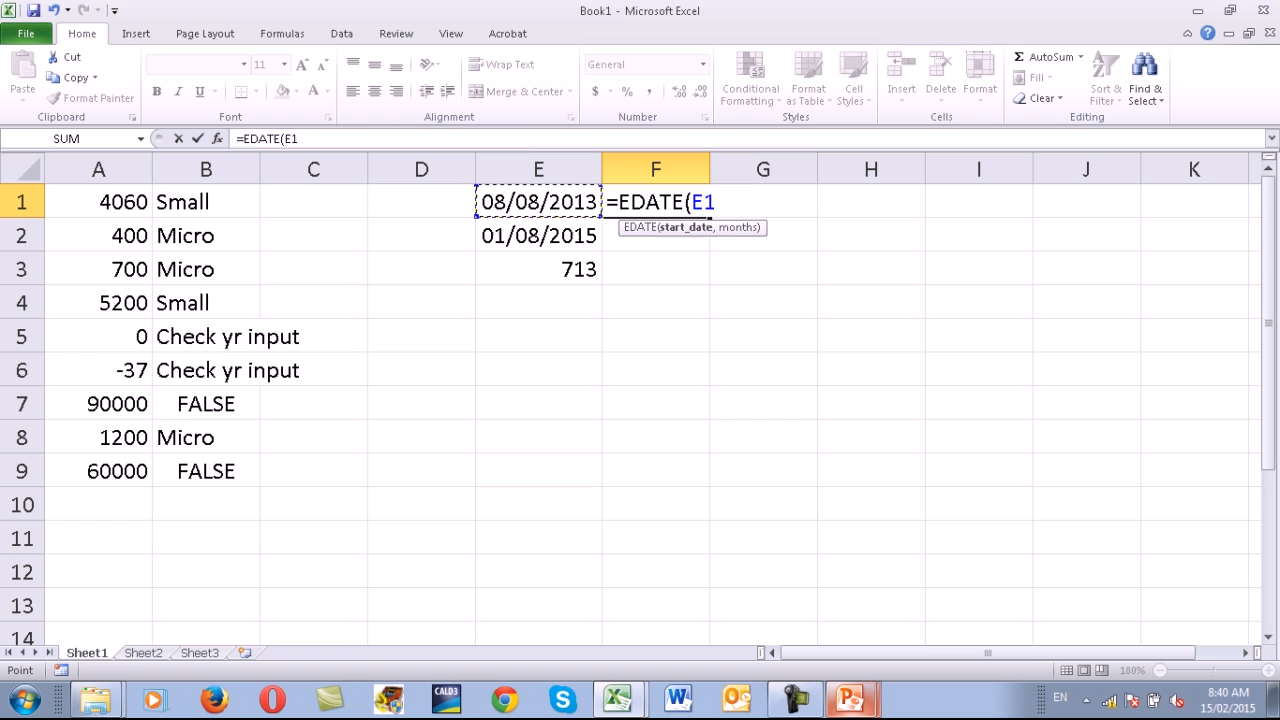 Book1 - Microsoft Excel
File Home Insert Page Layout Formulas Data Review View Acrobat
Paste
Cut
Copy
Format Painter
Clipboard
11
B I U
A A
Font
Wrap Text
Merge & Center
Alignment
General
$ % ,
Number
Conditional Formatting
Format as Table
Cell Styles
Styles
Insert Delete Format
Cells
Σ AutoSum
Fill
Clear
Sort & Filter
Find & Select
Editing
SUM fx =EDATE(E1
A B C D E F G H I J K
1 4060 Small 08/08/2013 =EDATE(E1
EDATE(start_date, months)
2 400 Micro 01/08/2015
3 700 Micro 713
4 5200 Small
5 0 Check yr input
6 -37 Check yr input
7 90000 FALSE
8 1200 Micro
9 60000 FALSE
10
11
12
13
14
Sheet1 Sheet2 Sheet3
Point 180%
CALD3
EN 8:40 AM
15/02/2015